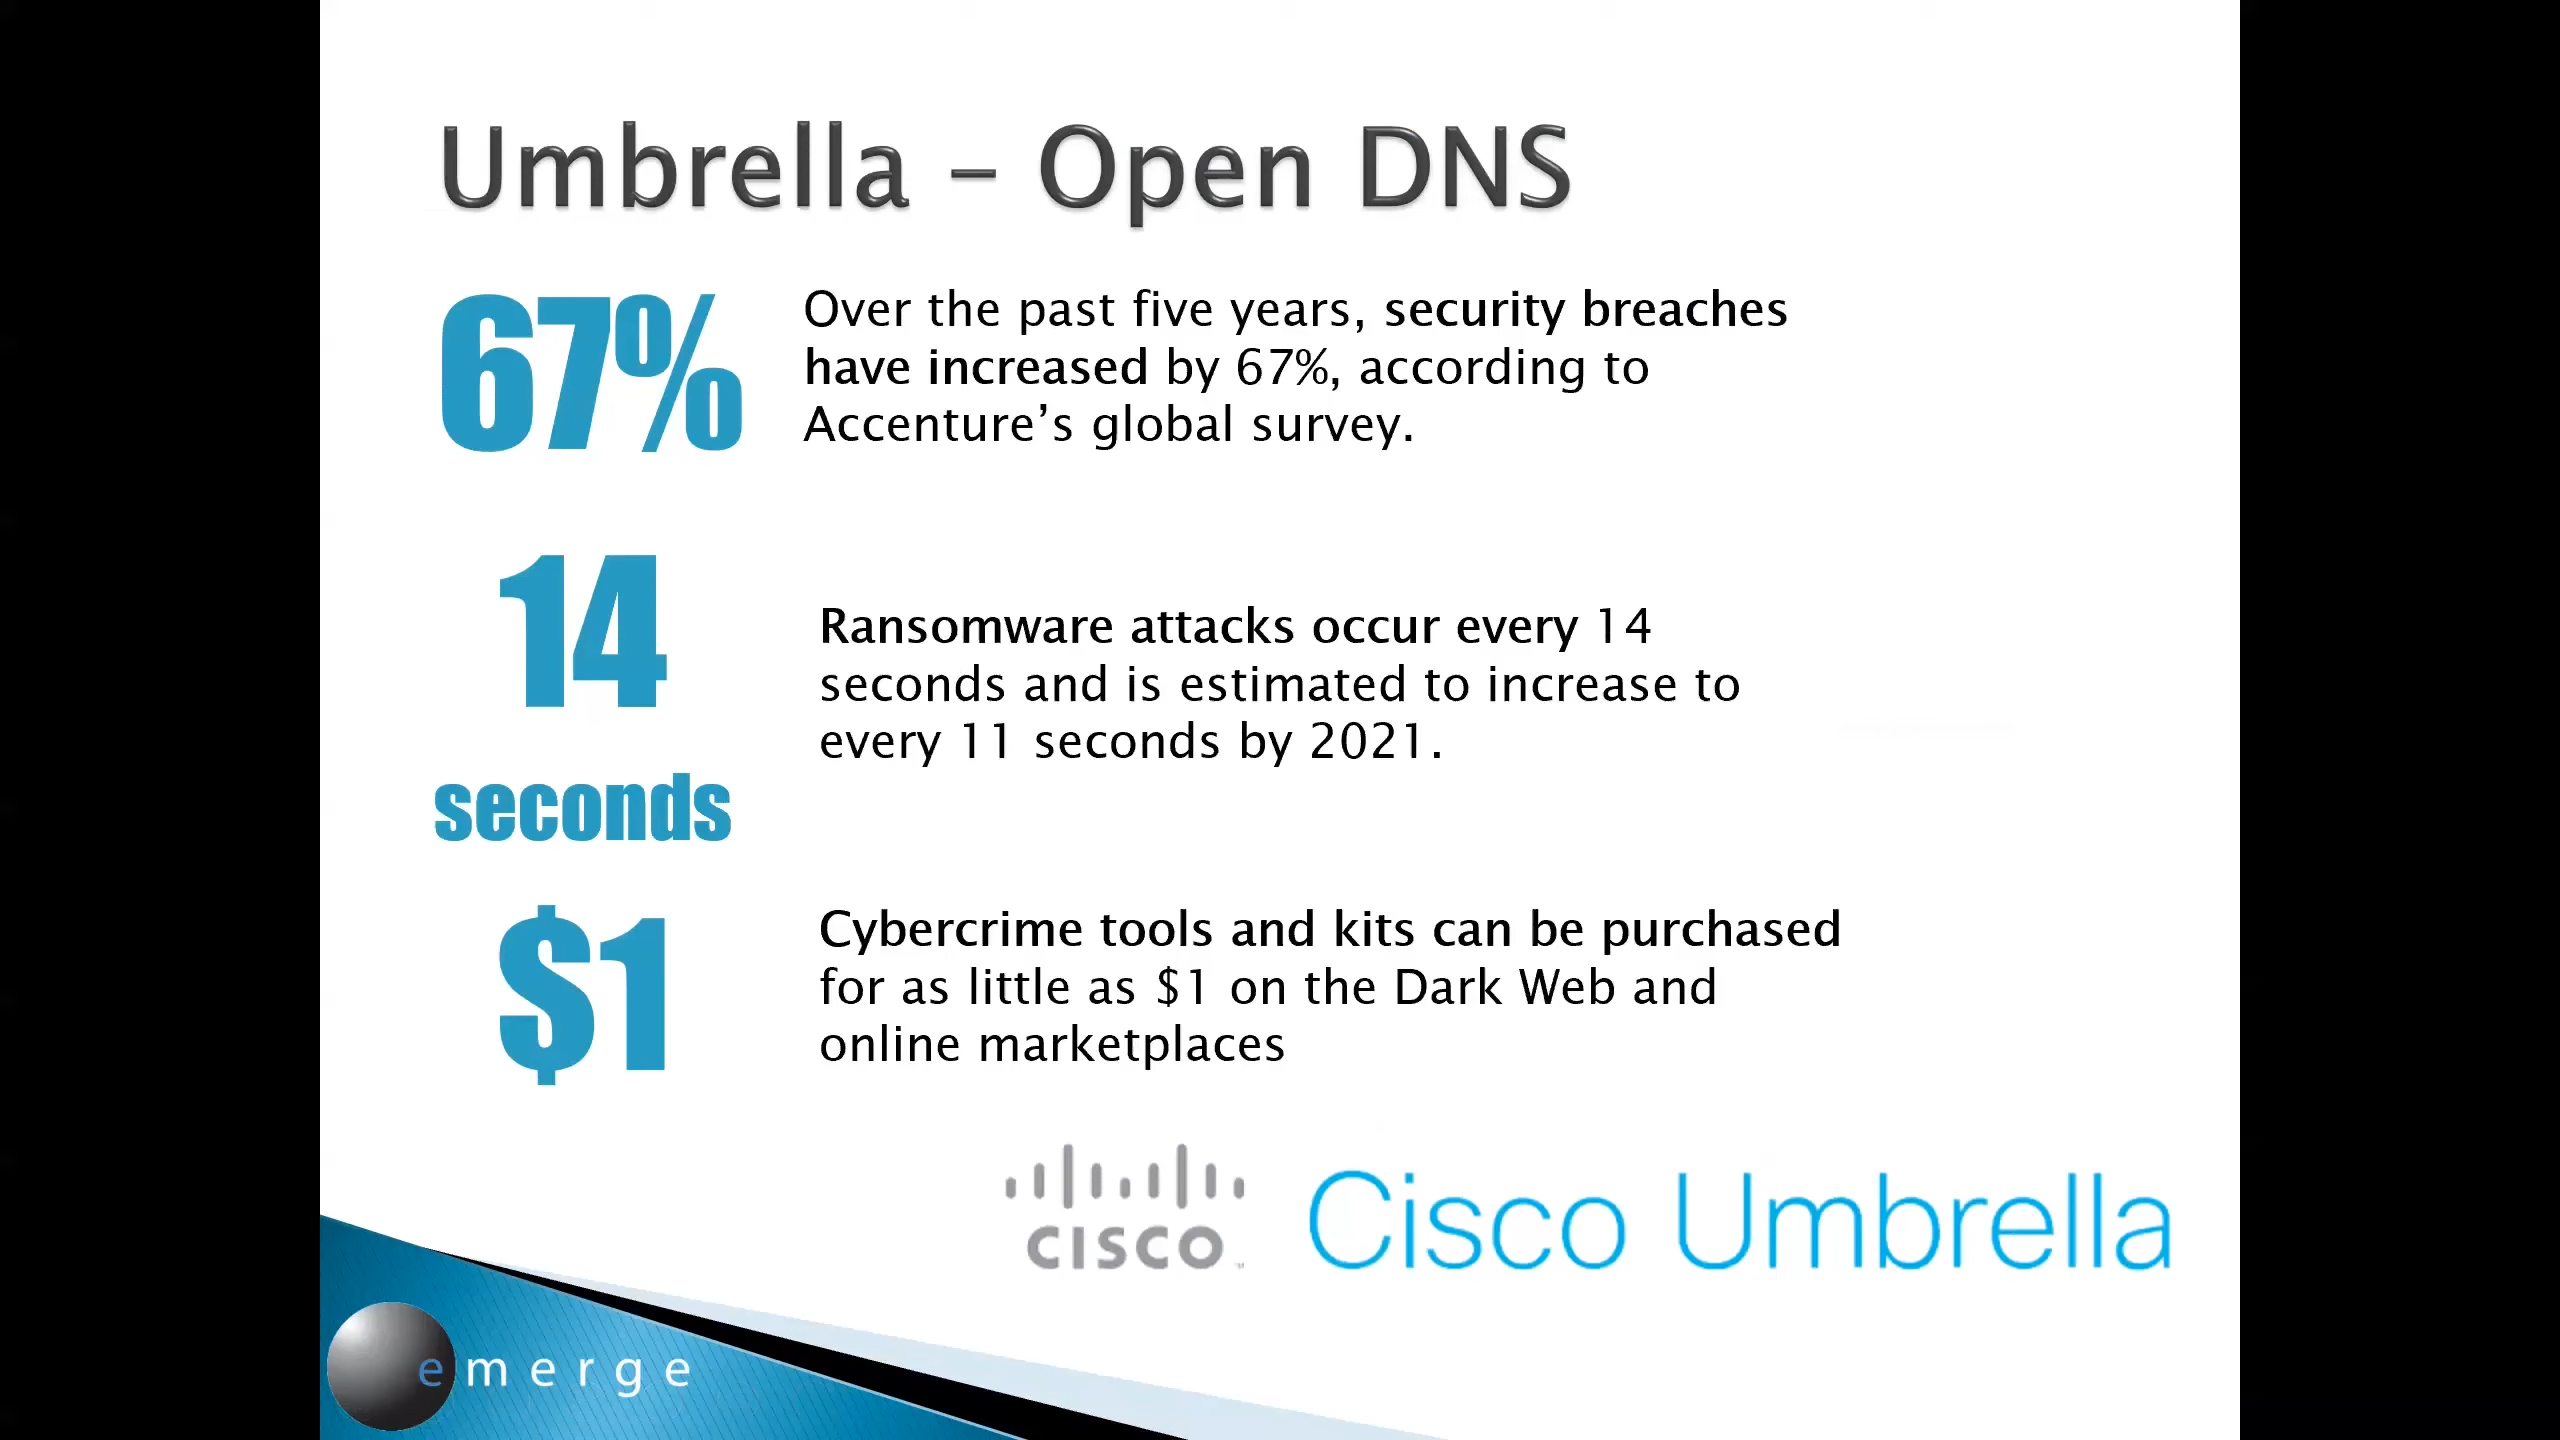 Umbrella – Open DNS
67%
Over the past five years, security breaches
have increased by 67%, according to
Accenture’s global survey.
14
seconds
Ransomware attacks occur every 14
seconds and is estimated to increase to
every 11 seconds by 2021.
$1
Cybercrime tools and kits can be purchased
for as little as $1 on the Dark Web and
online marketplaces
CISCO
Cisco Umbrella
emerge